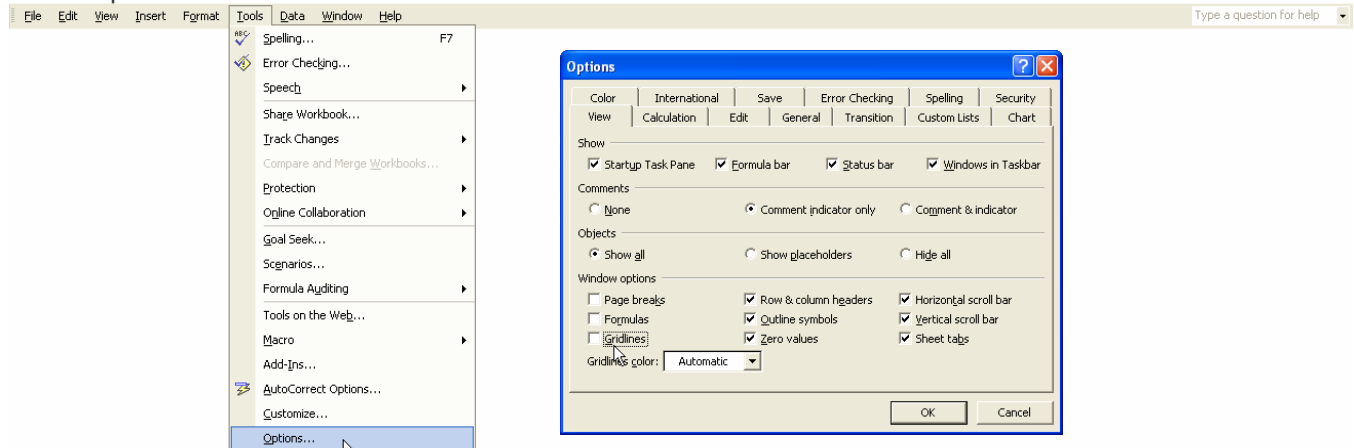 File Edit View Insert Format Tools Data Window Help Type a question for help
Spelling... F7
Error Checking...
Speech
Share Workbook...
Track Changes
Compare and Merge Workbooks...
Protection
Online Collaboration
Goal Seek...
Scenarios...
Formula Auditing
Tools on the Web...
Macro
Add-Ins...
AutoCorrect Options...
Customize...
Options...
Options
Color International Save Error Checking Spelling Security
View Calculation Edit General Transition Custom Lists Chart
Show
Startup Task Pane Formula bar Status bar Windows in Taskbar
Comments
None Comment indicator only Comment & indicator
Objects
Show all Show placeholders Hide all
Window options
Page breaks Row & column headers Horizontal scroll bar
Formulas Outline symbols Vertical scroll bar
Gridlines Zero values Sheet tabs
Gridlines color: Automatic
OK Cancel